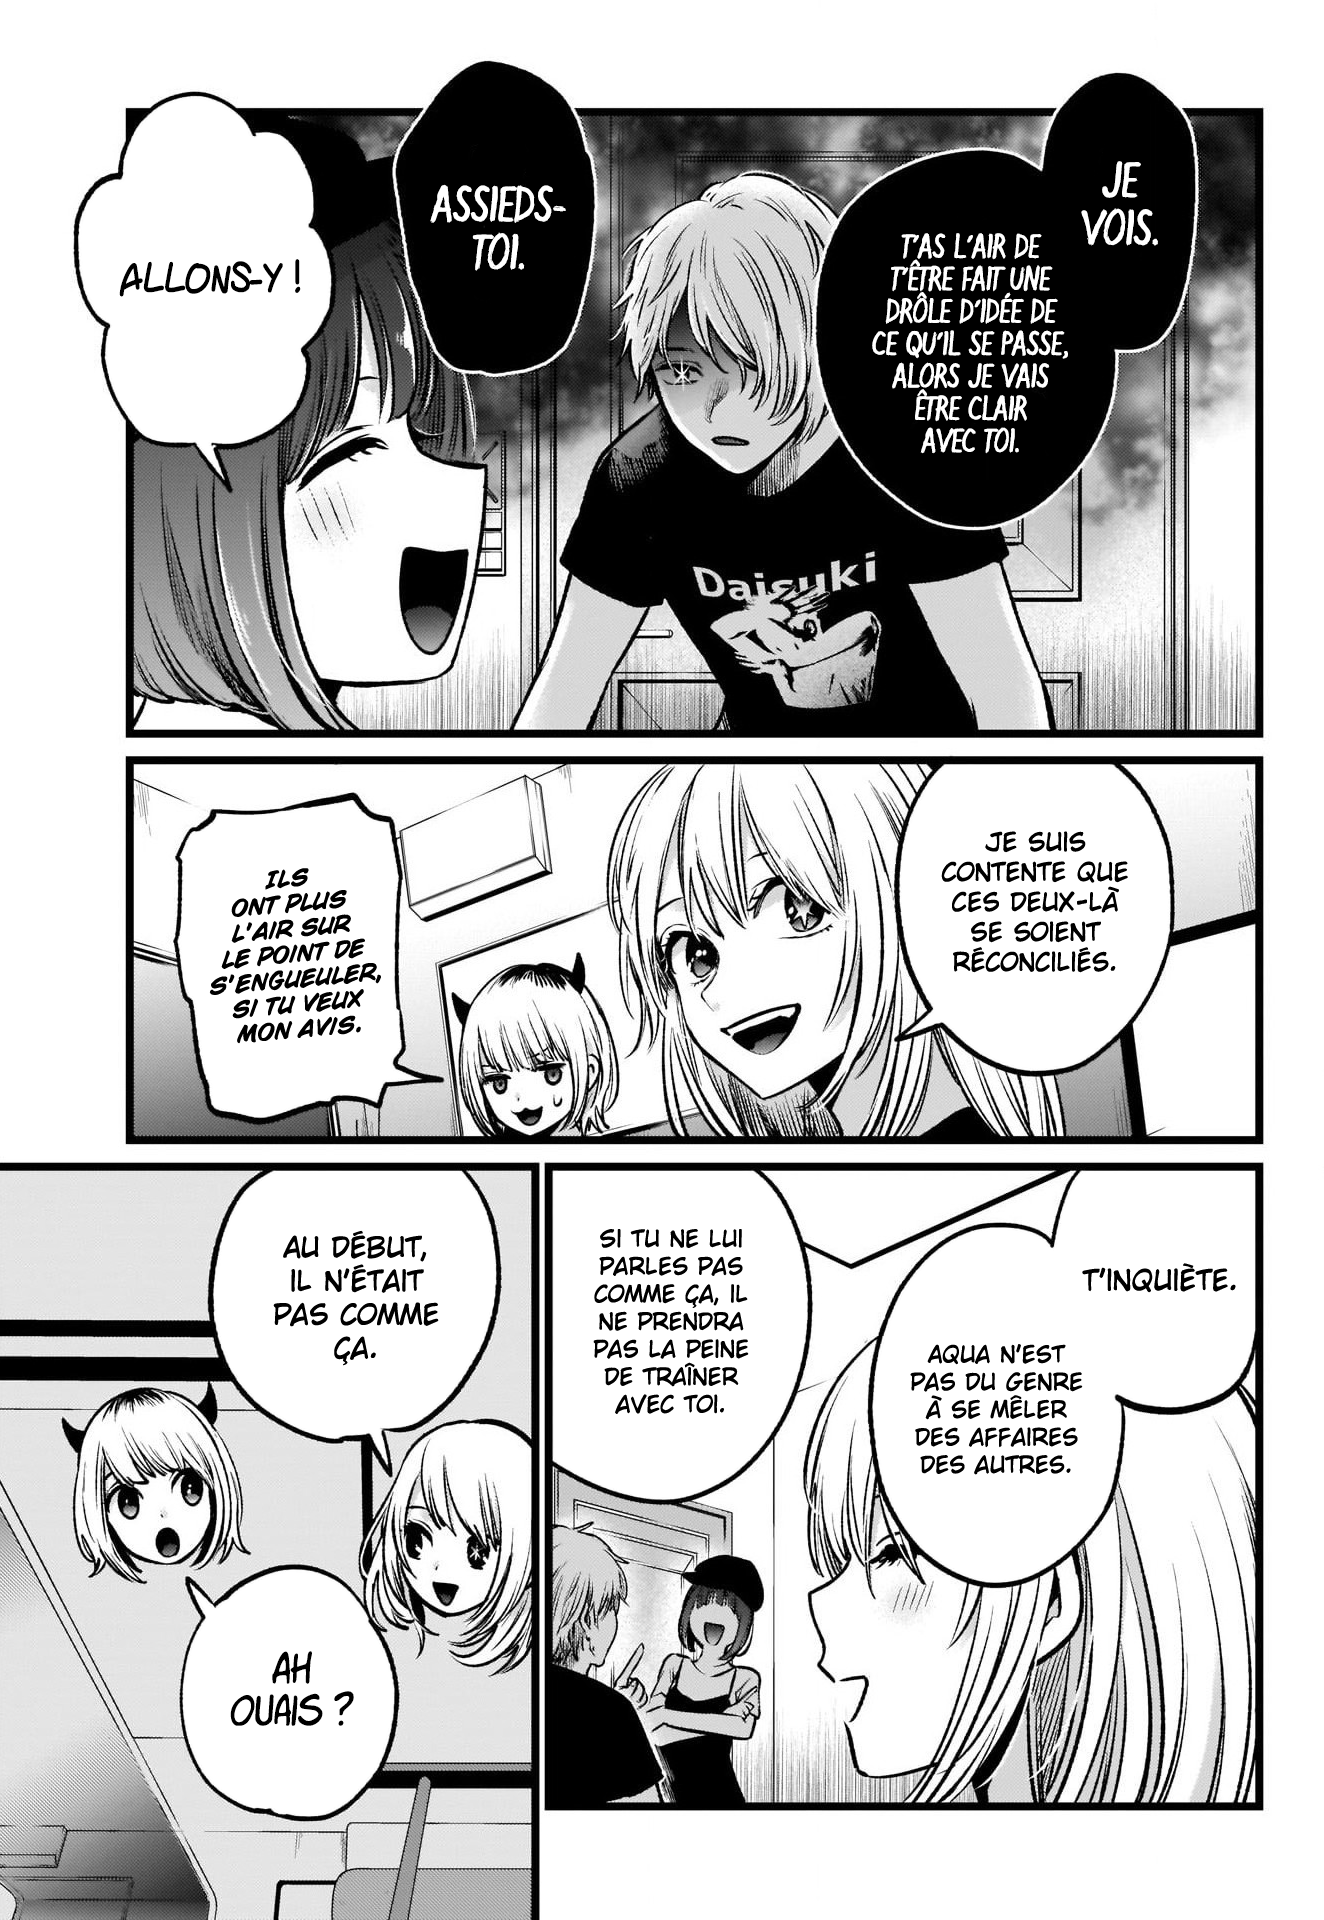 JE
VOIS.
T'AS L'AIR DE
T'ÊTRE FAIT UNE
DRÔLE D'IDÉE DE
CE QU'IL SE PASSE,
ALORS JE VAIS
ÊTRE CLAIR
AVEC TOI.
ASSIEDS-
TOI.
ALLONS-Y !
Daisuki
JE SUIS
CONTENTE QUE
CES DEUX-LÀ
SE SOIENT
RÉCONCILIÉS.
ILS
ONT PLUS
L'AIR SUR
LE POINT DE
S'ENGUEULER,
SI TU VEUX
MON AVIS.
T'INQUIÈTE.
AQUA N'EST
PAS DU GENRE
À SE MÊLER
DES AFFAIRES
DES AUTRES.
SI TU NE LUI
PARLES PAS
COMME ÇA, IL
NE PRENDRA
PAS LA PEINE
DE TRAÎNER
AVEC TOI.
AU DÉBUT,
IL N'ÉTAIT
PAS COMME
ÇA.
AH
OUAIS ?